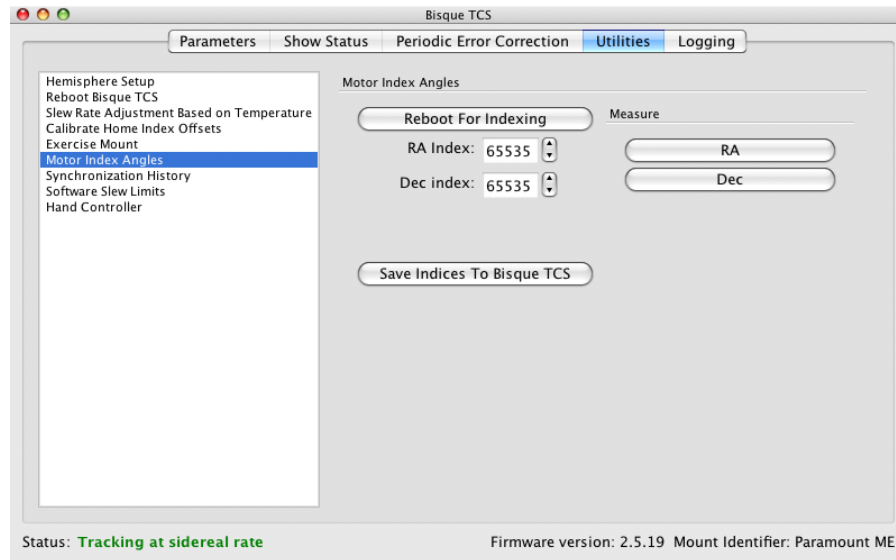 Bisque TCS
Parameters Show Status Periodic Error Correction Utilities Logging
Hemisphere Setup
Reboot Bisque TCS
Slew Rate Adjustment Based on Temperature
Calibrate Home Index Offsets
Exercise Mount
Motor Index Angles
Synchronization History
Software Slew Limits
Hand Controller
Motor Index Angles
Reboot For Indexing
RA Index: 65535
Dec index: 65535
Save Indices To Bisque TCS
Measure
RA
Dec
Status: Tracking at sidereal rate
Firmware version: 2.5.19 Mount Identifier: Paramount ME